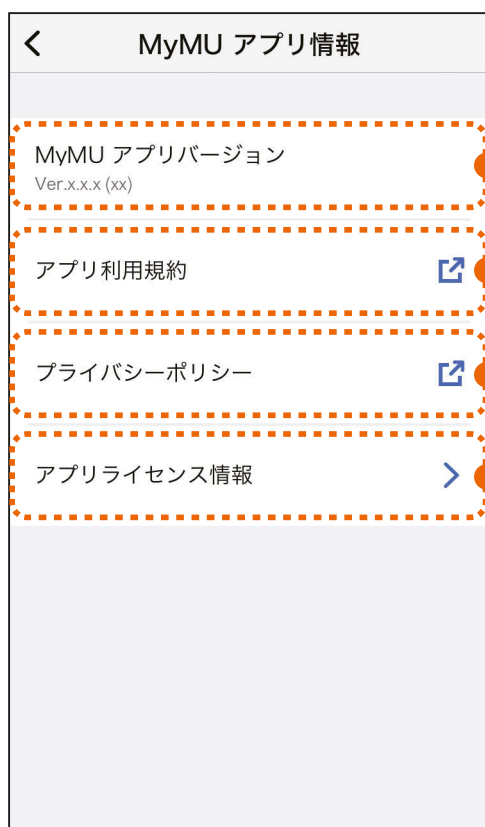 MyMU アプリ情報
MyMU アプリバージョン
Ver.x.x.x (xx)
アプリ利用規約
プライバシーポリシー
アプリライセンス情報